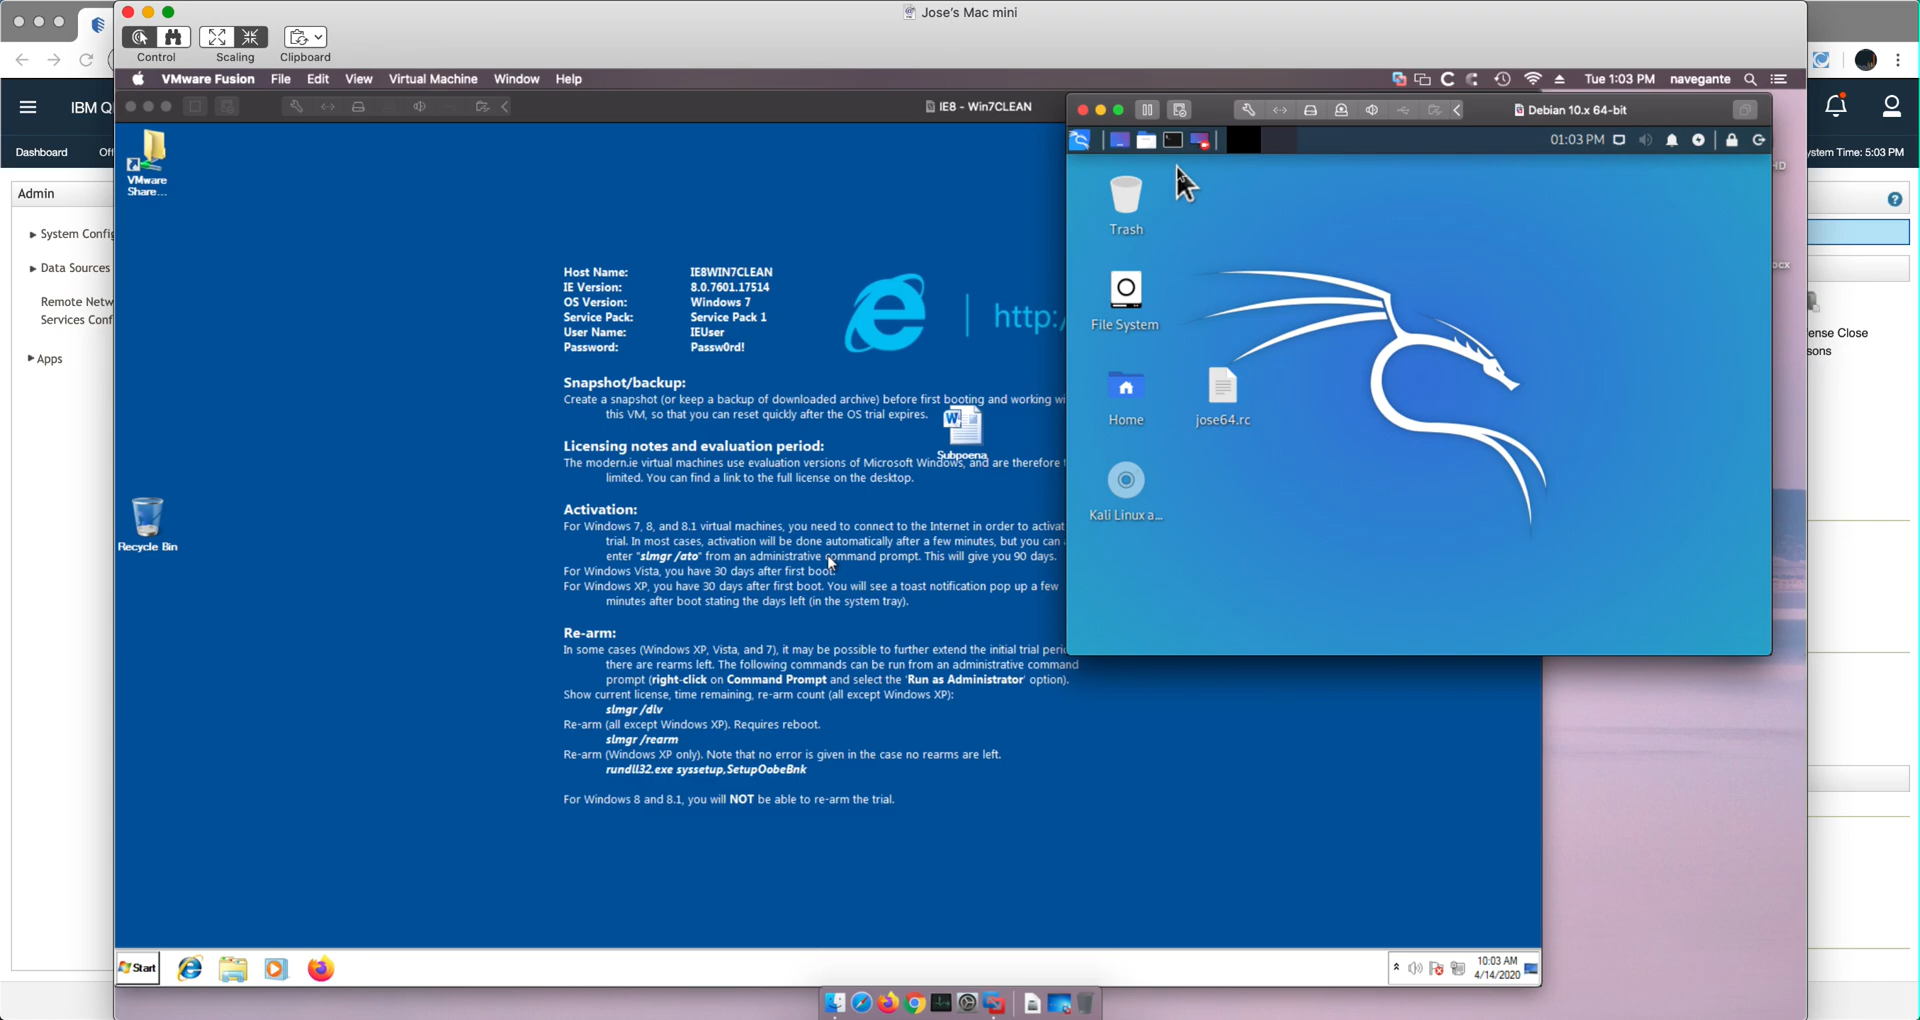 Jose's Mac mini
Control
Scaling
Clipboard
VMware Fusion File Edit View Virtual Machine Window Help
Tue 1:03 PM navegante
IBM Q
IE8 - Win7CLEAN
Debian 10.x 64-bit
01:03 PM
Dashboard
Off
ystem Time: 5:03 PM
Admin
System Config
Data Sources
Remote Netw
Services Conf
Apps
VMware
Share...
Recycle Bin
Host Name: IE8WIN7CLEAN
IE Version: 8.0.7601.17514
OS Version: Windows 7
Service Pack: Service Pack 1
User Name: IEUser
Password: Passw0rd!
http:/
Snapshot/backup:
Create a snapshot (or keep a backup of downloaded archive) before first booting and working wi
this VM, so that you can reset quickly after the OS trial expires.
Subpoena
Licensing notes and evaluation period:
The modern.ie virtual machines use evaluation versions of Microsoft Windows, and are therefore
limited. You can find a link to the full license on the desktop.
Activation:
For Windows 7, 8, and 8.1 virtual machines, you need to connect to the Internet in order to activat
trial. In most cases, activation will be done automatically after a few minutes, but you can
enter "slmgr /ato" from an administrative command prompt. This will give you 90 days.
For Windows Vista, you have 30 days after first boot.
For Windows XP, you have 30 days after first boot. You will see a toast notification pop up a few
minutes after boot stating the days left (in the system tray).
Re-arm:
In some cases (Windows XP, Vista, and 7), it may be possible to further extend the initial trial perio
there are rearms left. The following commands can be run from an administrative command
prompt (right-click on Command Prompt and select the 'Run as Administrator' option).
Show current license, time remaining, re-arm count (all except Windows XP):
slmgr /dlv
Re-arm (all except Windows XP). Requires reboot.
slmgr /rearm
Re-arm (Windows XP only). Note that no error is given in the case no rearms are left.
rundll32.exe syssetup,SetupOobeBnk
For Windows 8 and 8.1, you will NOT be able to re-arm the trial.
Trash
File System
Home
jose64.rc
Kali Linux a...
HD
ocx
ense Close
sons
Start
10:03 AM
4/14/2020